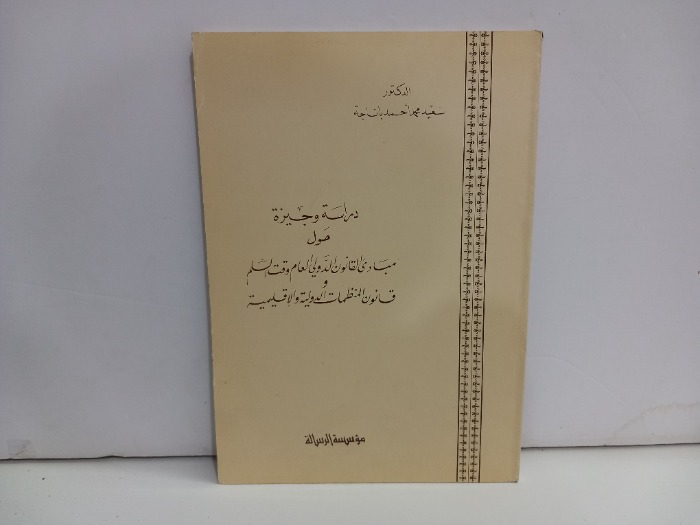 الدكتور
سعيد محمد أحمد باناجة
دراسة وجيزة
حول
مبادئ القانون الدولي العام وقت السلم
و
قانون المنظمات الدولية والإقليمية
مؤسسة الرسالة